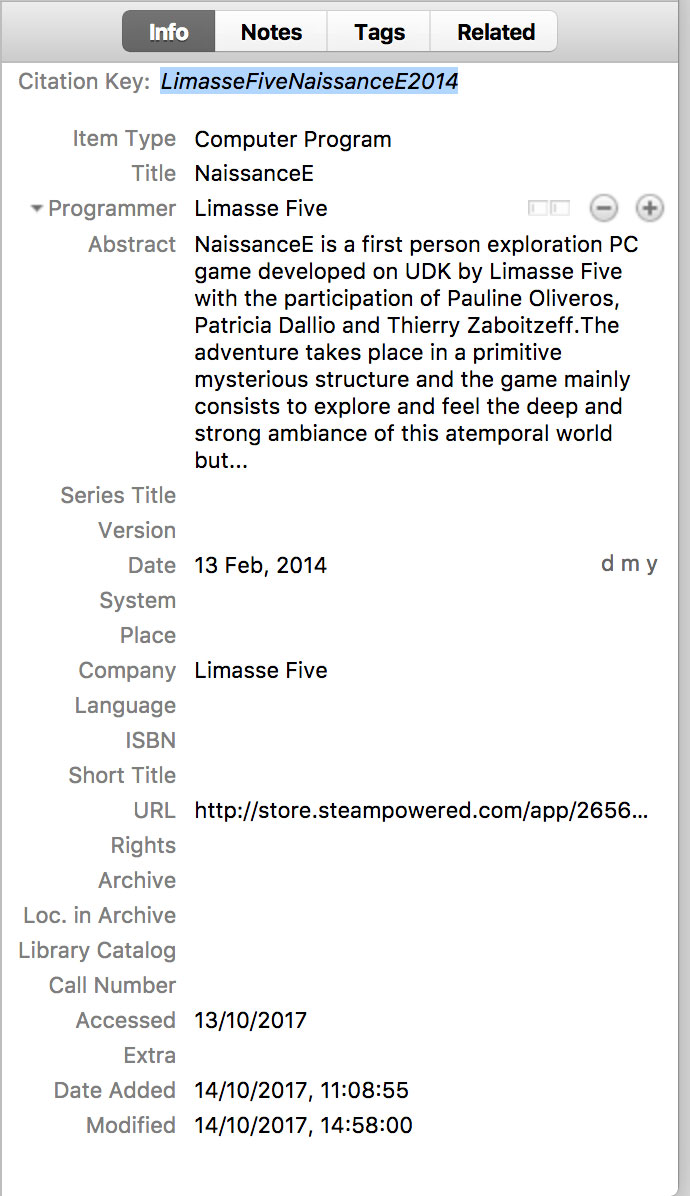 Info Notes Tags Related
Citation Key: LimasseFiveNaissanceE2014
Item Type Computer Program
Title NaissanceE
Programmer Limasse Five
Abstract NaissanceE is a first person exploration PC
game developed on UDK by Limasse Five
with the participation of Pauline Oliveros,
Patricia Dallio and Thierry Zaboitzeff.The
adventure takes place in a primitive
mysterious structure and the game mainly
consists to explore and feel the deep and
strong ambiance of this atemporal world
but...
Series Title
Version
Date 13 Feb, 2014 d m y
System
Place
Company Limasse Five
Language
ISBN
Short Title
URL http://store.steampowered.com/app/2656...
Rights
Archive
Loc. in Archive
Library Catalog
Call Number
Accessed 13/10/2017
Extra
Date Added 14/10/2017, 11:08:55
Modified 14/10/2017, 14:58:00